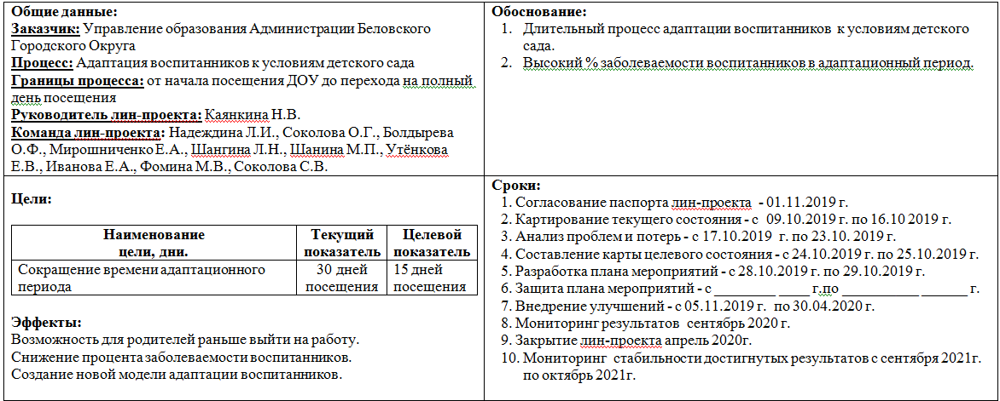 Общие данные:
Заказчик: Управление образования Администрации Беловского
Городского Округа
Процесс: Адаптация воспитанников к условиям детского сада
Границы процесса: от начала посещения ДОУ до перехода на полный
день посещения
Руководитель лин-проекта: Каянкина Н.В.
Команда лин-проекта: Надеждина Л.И., Соколова О.Г., Болдырева
О.Ф., Мирошниченко Е.А., Шангина Л.Н., Шанина М.П., Утёнкова
Е.В., Иванова Е.А., Фомина М.В., Соколова С.В.
Обоснование:
1. Длительный процесс адаптации воспитанников к условиям детского
сада.
2. Высокий % заболеваемости воспитанников в адаптационный период.
Цели:
Наименование
цели, дни.
Текущий
показатель
Целевой
показатель
Сокращение времени адаптационного
периода
30 дней
посещения
15 дней
посещения
Эффекты:
Возможность для родителей раньше выйти на работу.
Снижение процента заболеваемости воспитанников.
Создание новой модели адаптации воспитанников.
Сроки:
1. Согласование паспорта лин-проекта - 01.11.2019 г.
2. Картирование текущего состояния - с 09.10.2019 г. по 16.10 2019 г.
3. Анализ проблем и потерь - с 17.10.2019 г. по 23.10. 2019 г.
4. Составление карты целевого состояния - с 24.10.2019 г. по 25.10.2019 г.
5. Разработка плана мероприятий - с 28.10.2019 г. по 29.10.2019 г.
6. Защита плана мероприятий - с ________ ____ г.по __________ ______ г.
7. Внедрение улучшений - с 05.11.2019 г. по 30.04.2020 г.
8. Мониторинг результатов сентябрь 2020 г.
9. Закрытие лин-проекта апрель 2020г.
10. Мониторинг стабильности достигнутых результатов с сентября 2021г.
по октябрь 2021г.